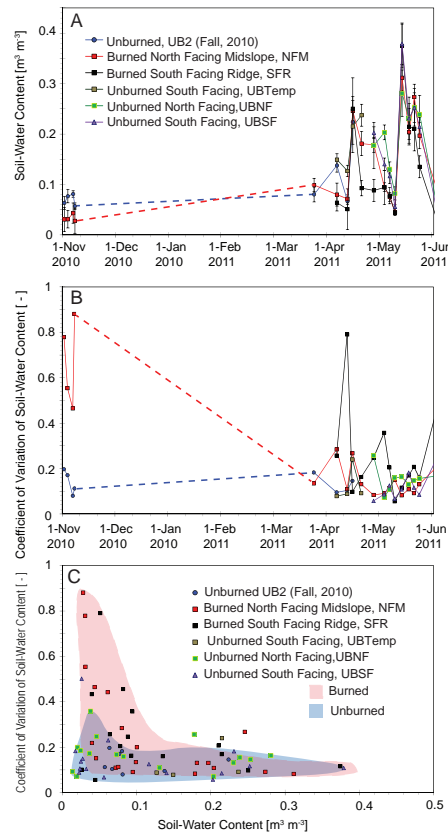 A
Soil-Water Content [m³ m⁻³]
0.4
0.3
0.2
0.1
0
Unburned, UB2 (Fall, 2010)
Burned North Facing Midslope, NFM
Burned South Facing Ridge, SFR
Unburned South Facing, UBTemp
Unburned North Facing,UBNF
Unburned South Facing, UBSF
1-Nov 1-Dec 1-Jan 1-Feb 1-Mar 1-Apr 1-May 1-Jun
2010 2010 2011 2011 2011 2011 2011 2011
B
Coefficient of Variation of Soil-Water Content [ - ]
1
0.8
0.6
0.4
0.2
0
1-Nov 1-Dec 1-Jan 1-Feb 1-Mar 1-Apr 1-May 1-Jun
2010 2010 2011 2011 2011 2011 2011 2011
C
Coefficient of Variation of Soil-Water Content [ - ]
1
0.8
0.6
0.4
0.2
0
Unburned UB2 (Fall, 2010)
Burned North Facing Midslope, NFM
Burned South Facing Ridge, SFR
Unburned South Facing, UBTemp
Unburned North Facing,UBNF
Unburned South Facing, UBSF
Burned
Unburned
0 0.1 0.2 0.3 0.4 0.5
Soil-Water Content [m³ m⁻³]